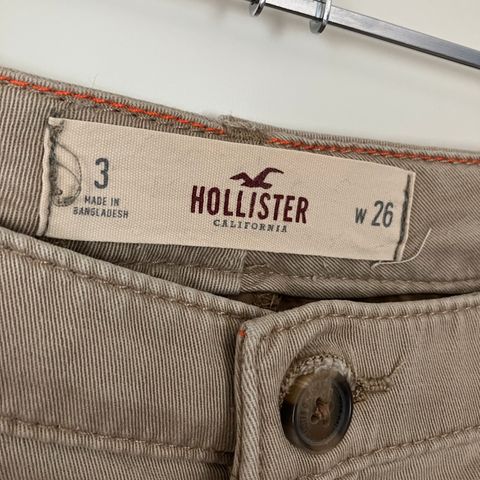 3
MADE IN
BANGLADESH
HOLLISTER
CALIFORNIA
W 26